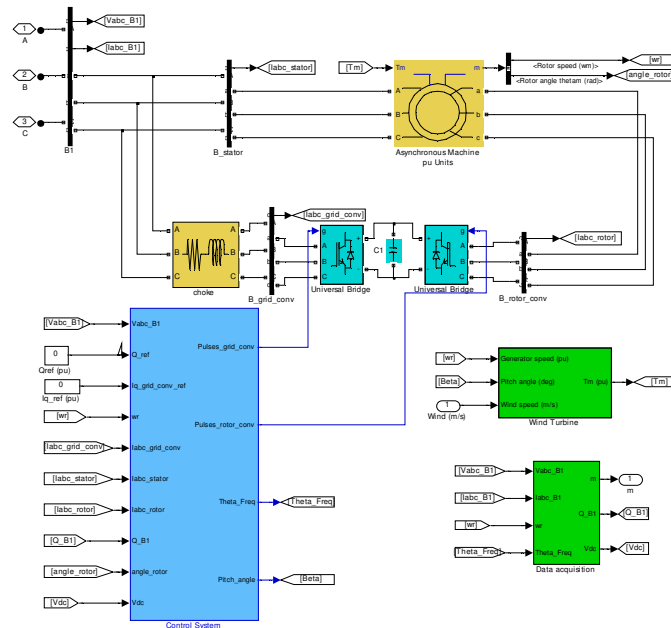 1
A
2
B
3
C
B1
[Vabc_B1]
[Iabc_B1]
[Iabc_stator]
A
B
C
B_stator
[Tm]
Tm
m
A
B
C
a
b
c
Asynchronous Machine
pu Units
<Rotor speed (wm)>
<Rotor angle thetam (rad)>
[wr]
[angle_rotor]
A
B
C
A
B
C
choke
[Iabc_grid_conv]
a
b
c
B_grid_conv
g
A
B
C
+
-
Universal Bridge
C1
g
+
-
A
B
C
Universal Bridge
[Iabc_rotor]
B_rotor_conv
[Vabc_B1]
0
Qref (pu)
0
Iq_ref (pu)
[wr]
[Iabc_grid_conv]
[Iabc_stator]
[Iabc_rotor]
[Q_B1]
[angle_rotor]
[Vdc]
Vabc_B1
Q_ref
Iq_grid_conv_ref
wr
Iabc_grid_conv
Iabc_stator
Iabc_rotor
Q_B1
angle_rotor
Vdc
Pulses_grid_conv
Pulses_rotor_conv
Theta_Freq
Pitch_angle
Control System
[Theta_Freq]
[Beta]
[wr]
[Beta]
1
Wind (m/s)
Generator speed (pu)
Pitch angle (deg)
Wind speed (m/s)
Tm (pu)
Wind Turbine
[Tm]
[Vabc_B1]
[Iabc_B1]
[wr]
[Theta_Freq]
Vabc_B1
Iabc_B1
wr
Theta_Freq
m
Q_B1
Vdc
Data acquisition
1
m
[Q_B1]
[Vdc]